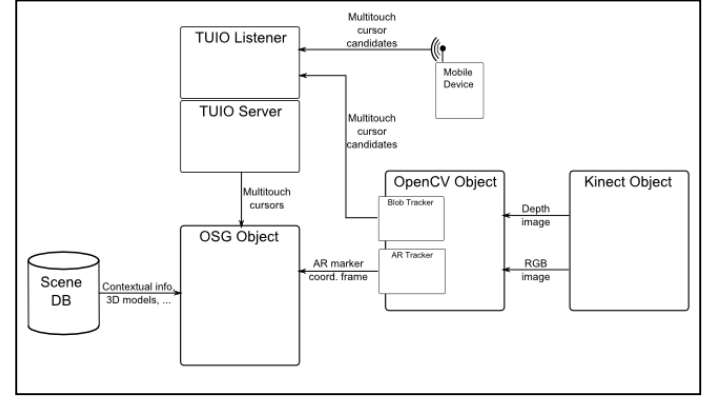 Multitouch
cursor
candidates
TUIO Listener
Mobile
Device
TUIO Server
Multitouch
cursor
candidates
Multitouch
cursors
OpenCV Object
Kinect Object
Blob Tracker
Depth
image
OSG Object
AR Tracker
AR marker
coord. frame
RGB
image
Scene
DB
Contextual info,
3D models, ...